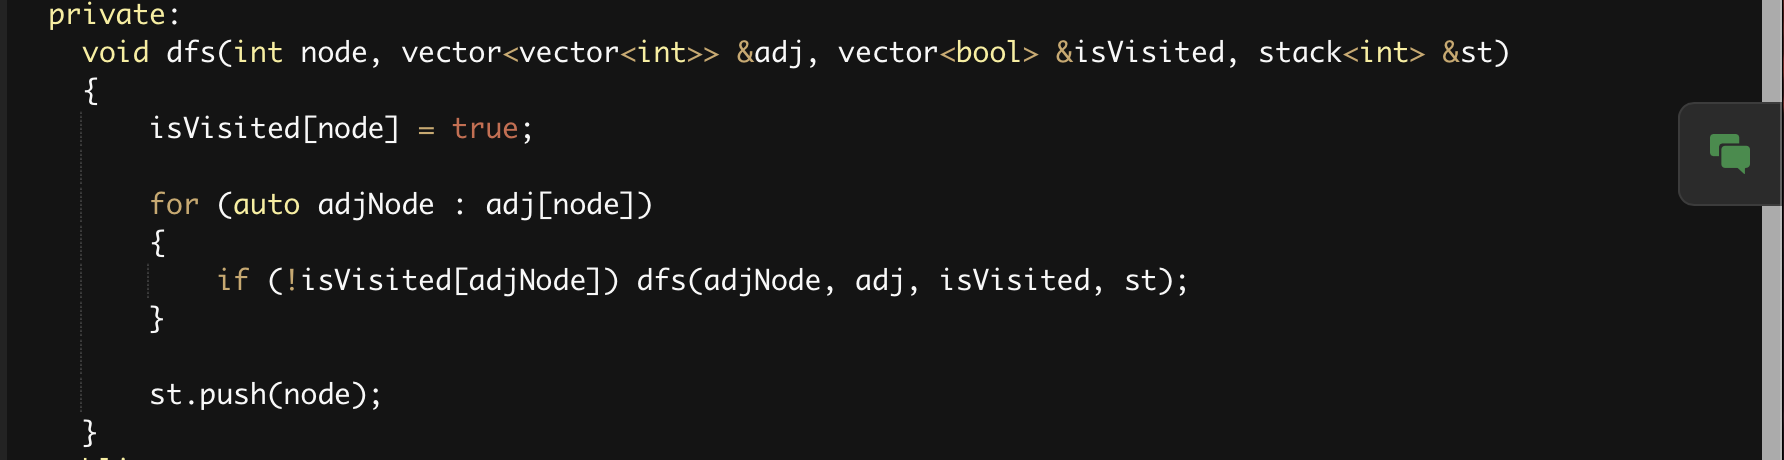 private:
void dfs(int node, vector<vector<int>> &adj, vector<bool> &isVisited, stack<int> &st)
{
isVisited[node] = true;
for (auto adjNode : adj[node])
{
if (!isVisited[adjNode]) dfs(adjNode, adj, isVisited, st);
}
st.push(node);
}